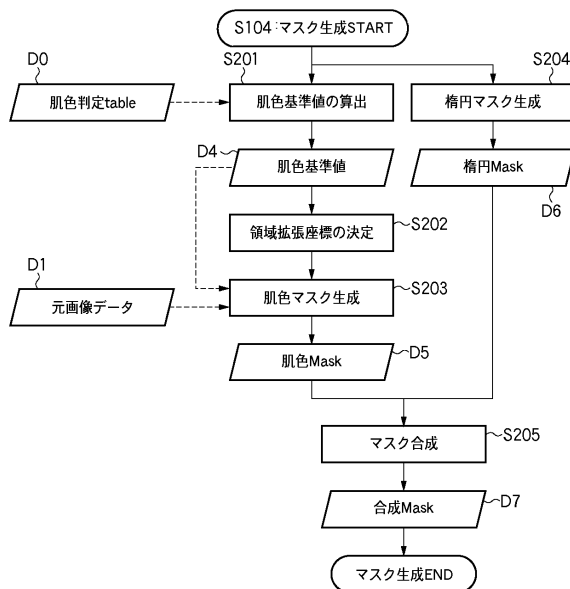 S104:マスク生成START
D0
S201
S204
肌色判定table
肌色基準値の算出
楕円マスク生成
D4
肌色基準値
楕円Mask
D6
領域拡張座標の決定
S202
D1
元画像データ
肌色マスク生成
S203
肌色Mask
D5
マスク合成
S205
合成Mask
D7
マスク生成END